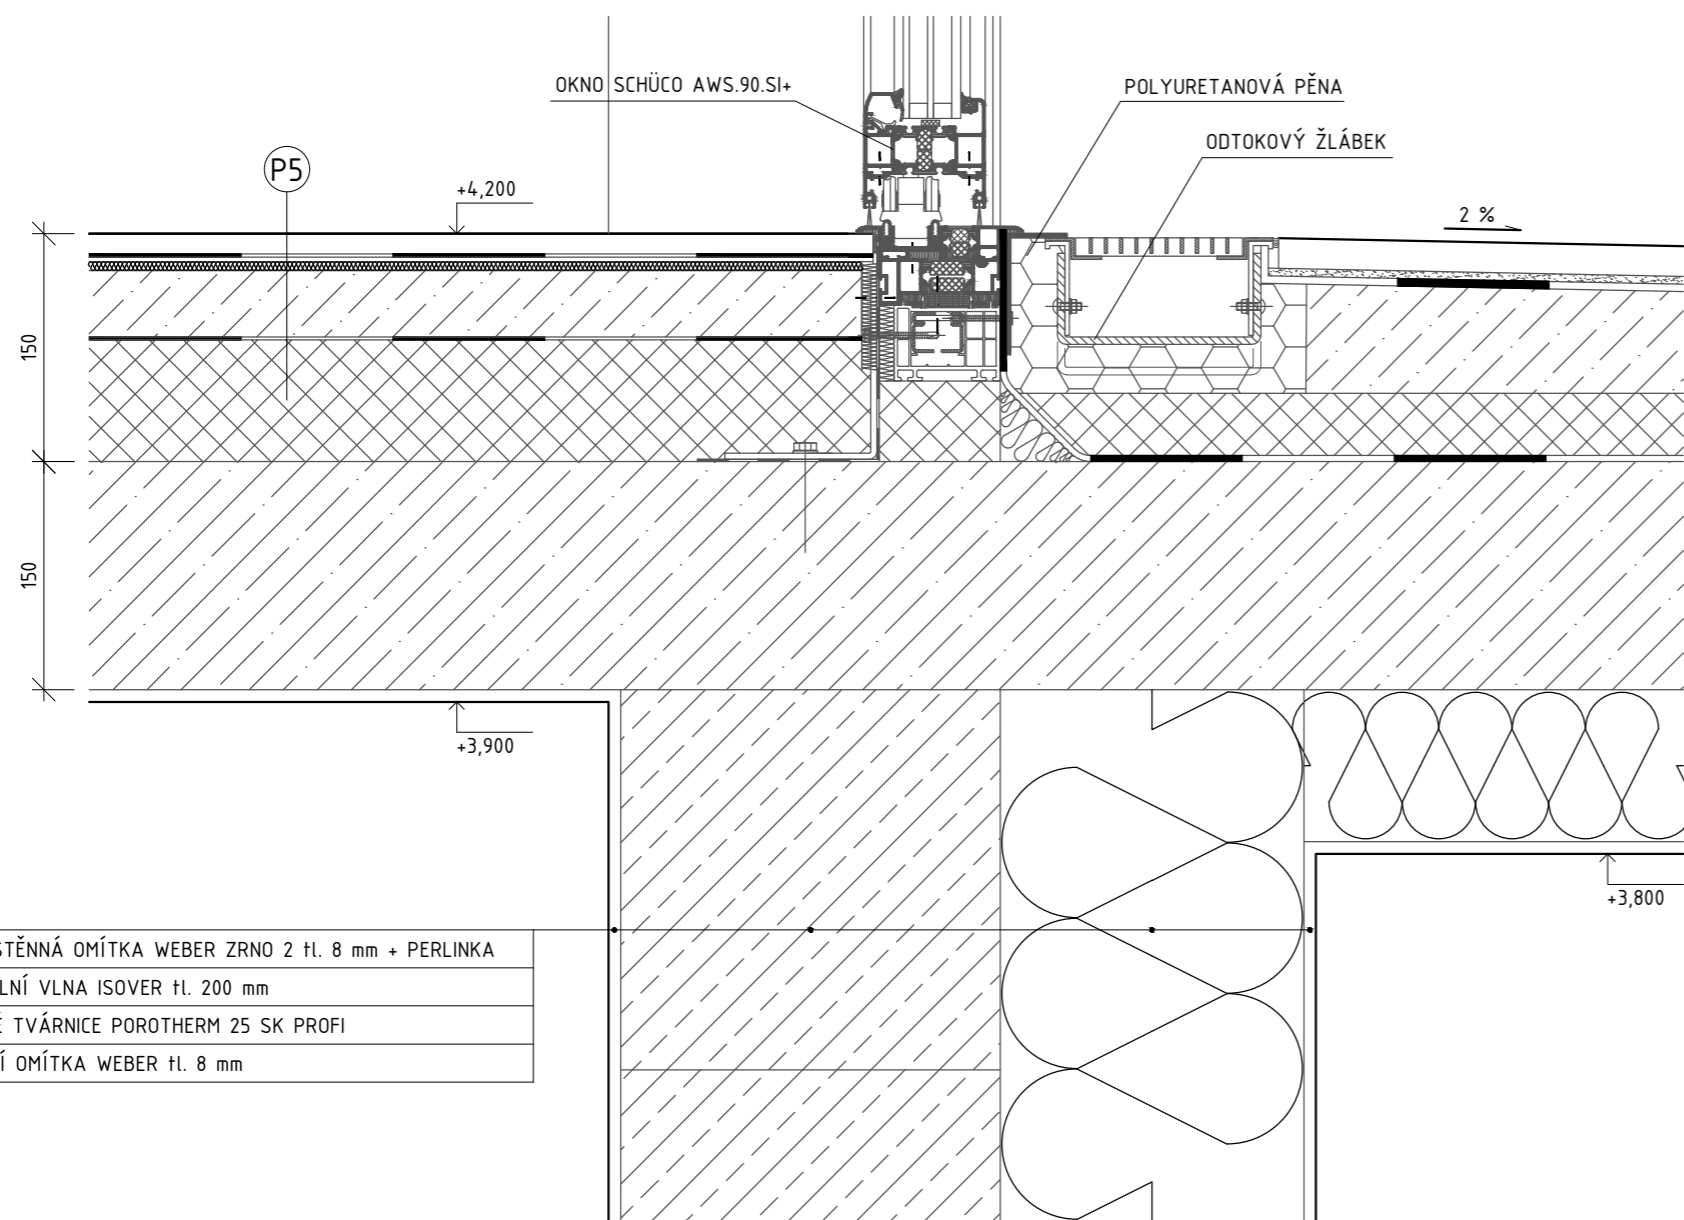 OKNO SCHÜCO AWS.90.SI+
POLYURETANOVÁ PĚNA
ODTOKOVÝ ŽLÁBEK
P5
+4,200
2 %
150
150
+3,900
+3,800
STĚNNÁ OMÍTKA WEBER ZRNO 2 tl. 8 mm + PERLINKA
LNÍ VLNA ISOVER tl. 200 mm
É TVÁRNICE POROTHERM 25 SK PROFI
Í OMÍTKA WEBER tl. 8 mm